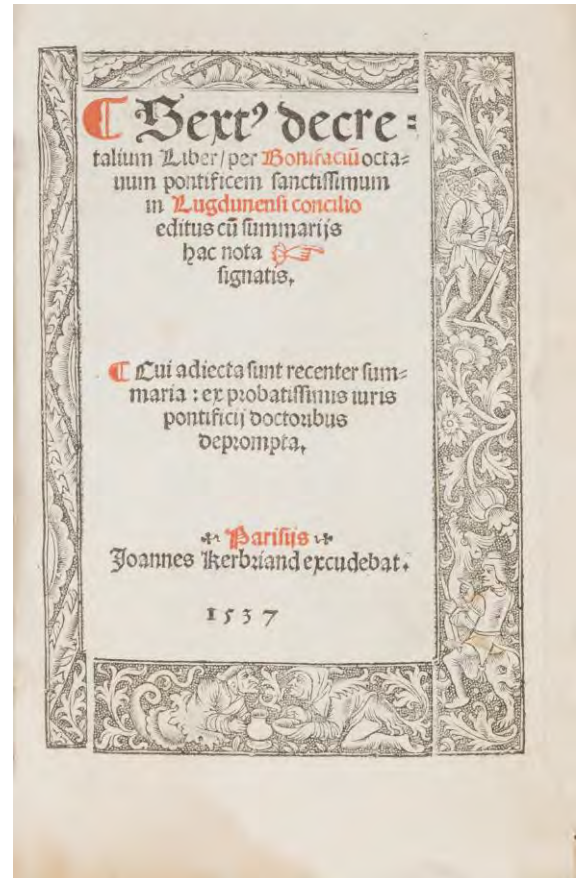 ¶ Sextꝰ decre⸗
talium Liber/per Bonifaciū octa⸗
uum pontificem sanctissimum
in Lugdunensi concilio
editus cū summarijs
hac nota ☞
signatis.
¶ Cui adiecta sunt recenter sum⸗
maria : ex probatissimis iuris
pontificij doctoribus
deprompta.
Parisijs
Joannes Kerbriand excudebat.
1537